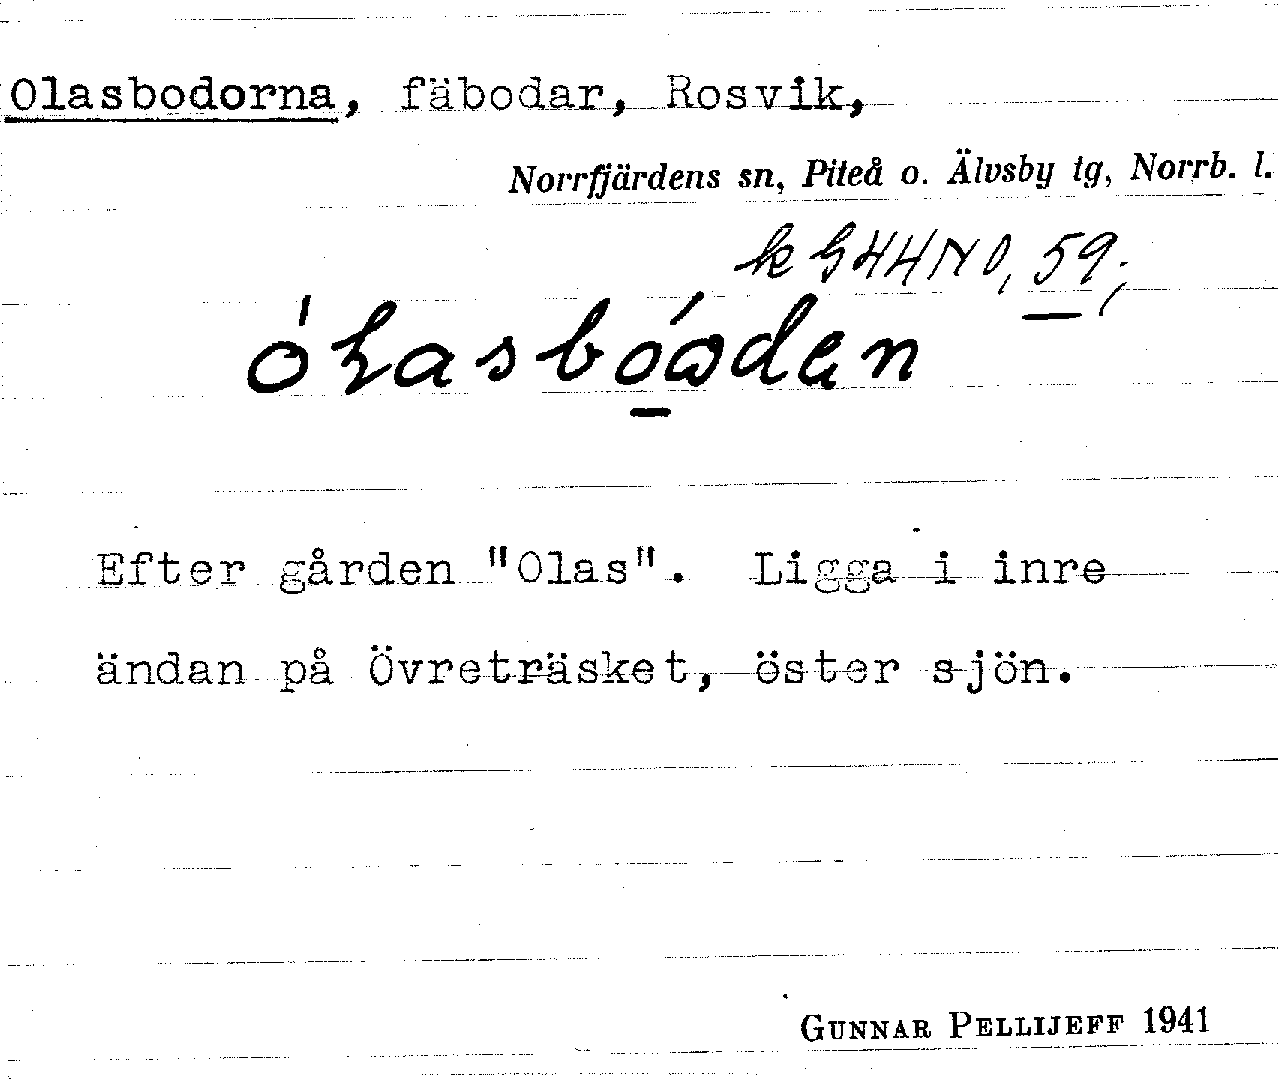 Olasbodorna, fäbodar, Rosvik,
Norrfjärdens sn, Piteå o. Älvsby tg, Norrb. l.
59,
Efter gården "Olas". Ligga i inre
ändan på Övreträsket, öster sjön.
GUNNAR PELLIJEFF 1941